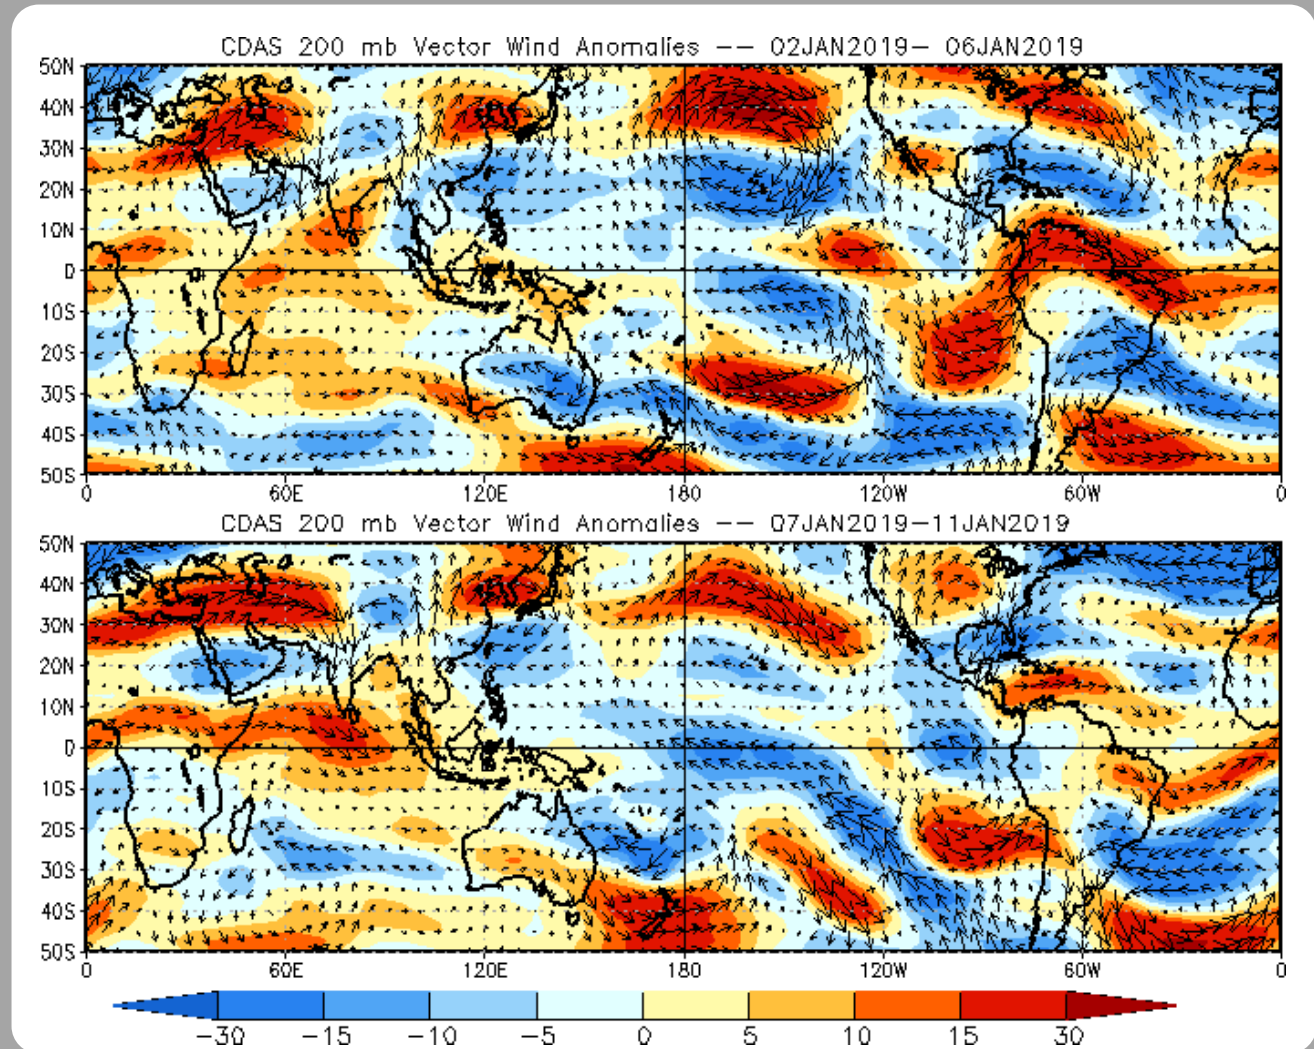 CDAS 200 mb Vector Wind Anomalies -- 02JAN2019- 06JAN2019
50N
40N
30N
20N
10N
0
10S
20S
30S
40S
50S
0 60E 120E 180 120W 60W 0
CDAS 200 mb Vector Wind Anomalies -- 07JAN2019-11JAN2019
50N
40N
30N
20N
10N
0
10S
20S
30S
40S
50S
0 60E 120E 180 120W 60W 0
-30 -15 -10 -5 0 5 10 15 30